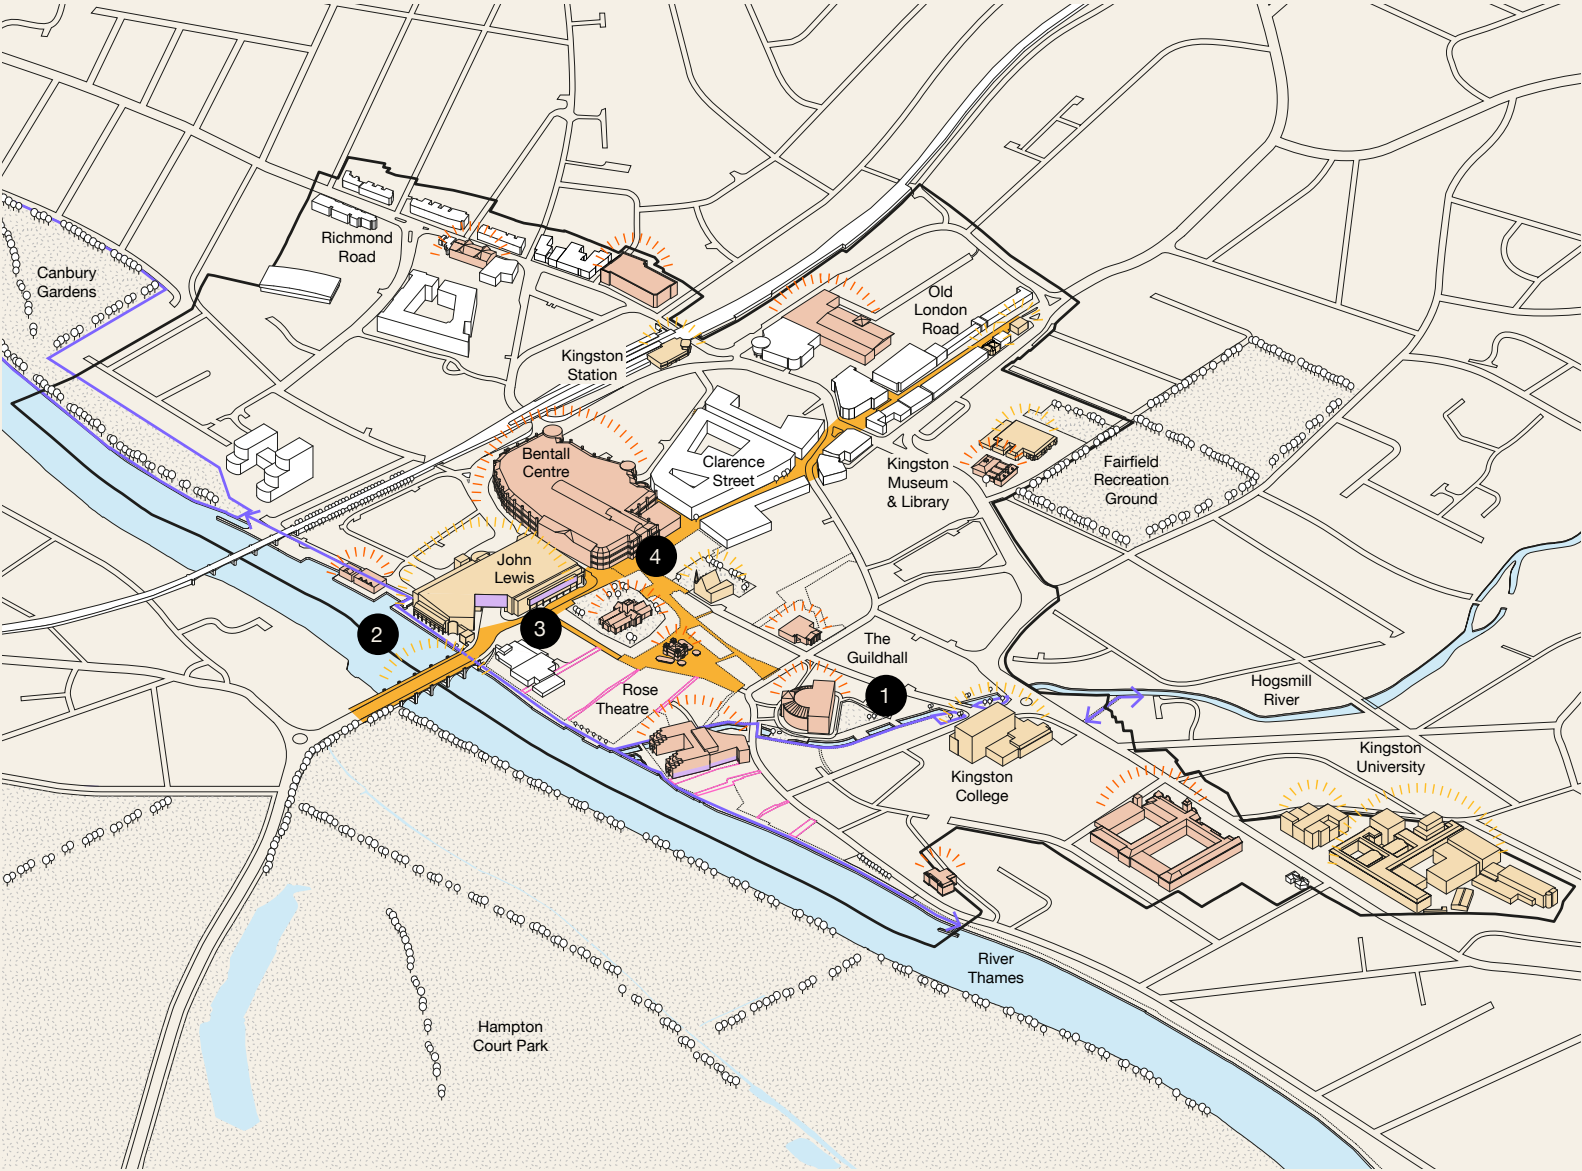 Richmond
Road
Canbury
Gardens
Old
London
Road
Kingston
Station
Bentall
Centre
Clarence
Street
Kingston
Museum
& Library
Fairfield
Recreation
Ground
John
Lewis
4
2
3
The
Guildhall
1
Rose
Theatre
Hogsmill
River
Kingston
University
Kingston
College
River
Thames
Hampton
Court Park